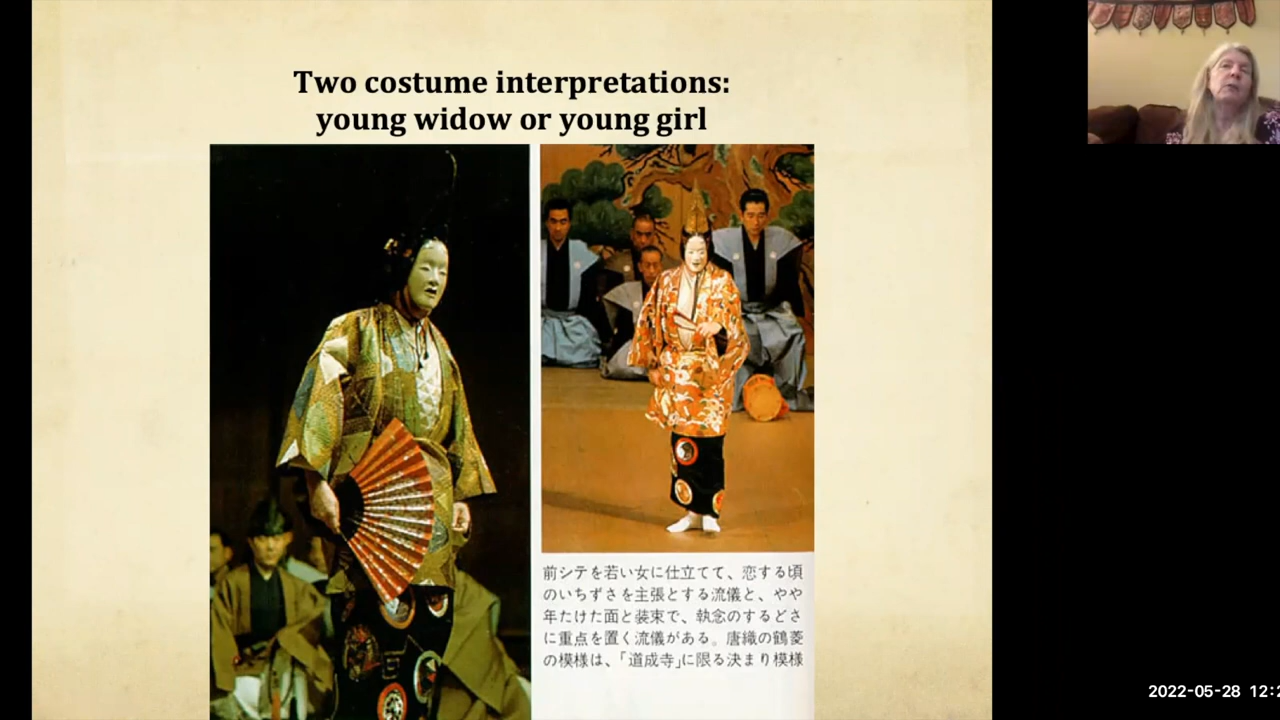 Two costume interpretations:
young widow or young girl
前シテを若い女に仕立てて、恋する頃
のいちずさを主張とする流儀と、やや
年たけた面と装束で、執念のするどさ
に重点を置く流儀がある。唐織の鶴菱
の模様は、「道成寺」に限る決まり模様
2022-05-28 12:2